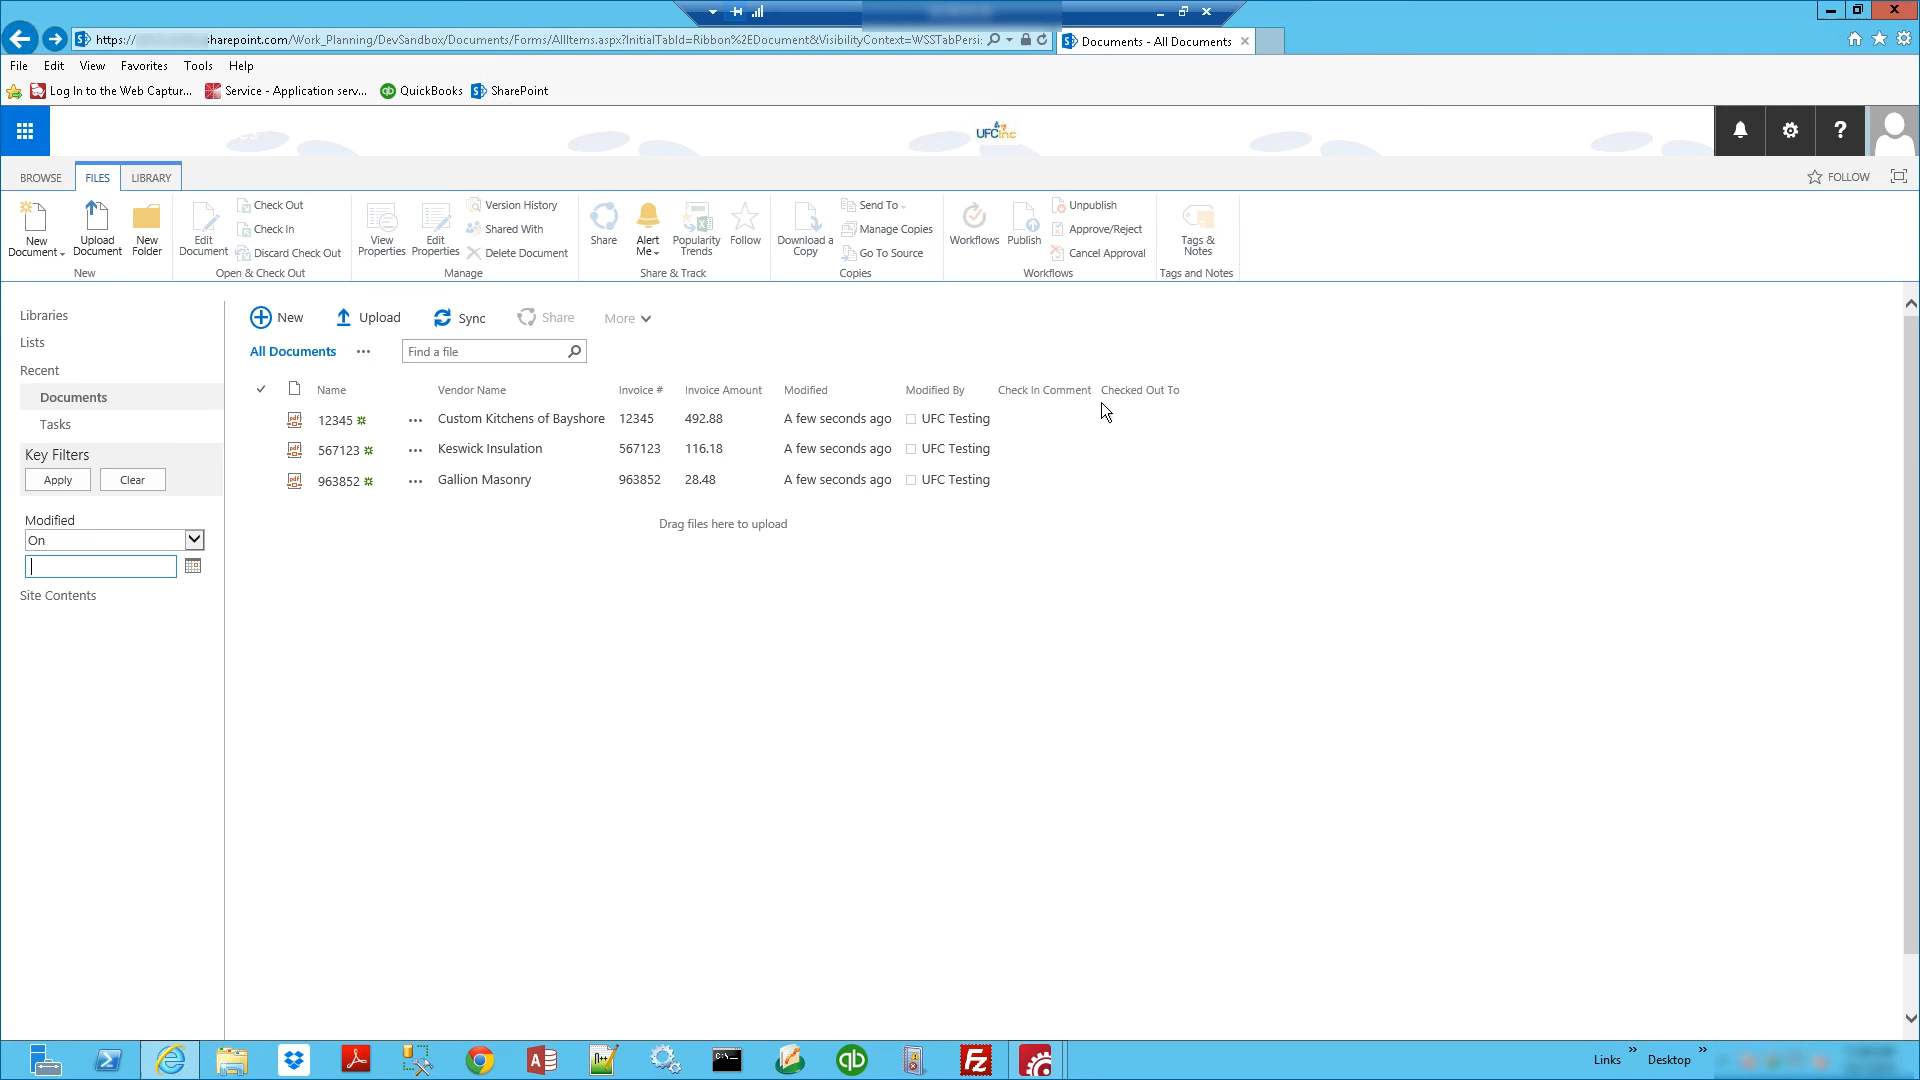 https:// sharepoint.com/Work_Planning/DevSandbox/Documents/Forms/AllItems.aspx?InitialTabId=Ribbon%2EDocument&VisibilityContext=WSSTabPersi:
Documents - All Documents
File Edit View Favorites Tools Help
Log In to the Web Captur... Service - Application serv... QuickBooks SharePoint
UFCinc
BROWSE FILES LIBRARY FOLLOW
New Document
Upload Document
New Folder
New
Edit Document
Check Out
Check In
Discard Check Out
Open & Check Out
View Properties
Edit Properties
Version History
Shared With
Delete Document
Manage
Share
Alert Me
Popularity Trends
Follow
Share & Track
Download a Copy
Send To
Manage Copies
Go To Source
Copies
Workflows
Publish
Unpublish
Approve/Reject
Cancel Approval
Workflows
Tags & Notes
Tags and Notes
Libraries
Lists
Recent
Documents
Tasks
Key Filters
Apply Clear
Modified
On
Site Contents
New Upload Sync Share More
All Documents ••• Find a file
Name Vendor Name Invoice # Invoice Amount Modified Modified By Check In Comment Checked Out To
12345 ••• Custom Kitchens of Bayshore 12345 492.88 A few seconds ago UFC Testing
567123 ••• Keswick Insulation 567123 116.18 A few seconds ago UFC Testing
963852 ••• Gallion Masonry 963852 28.48 A few seconds ago UFC Testing
Drag files here to upload
Links » Desktop »